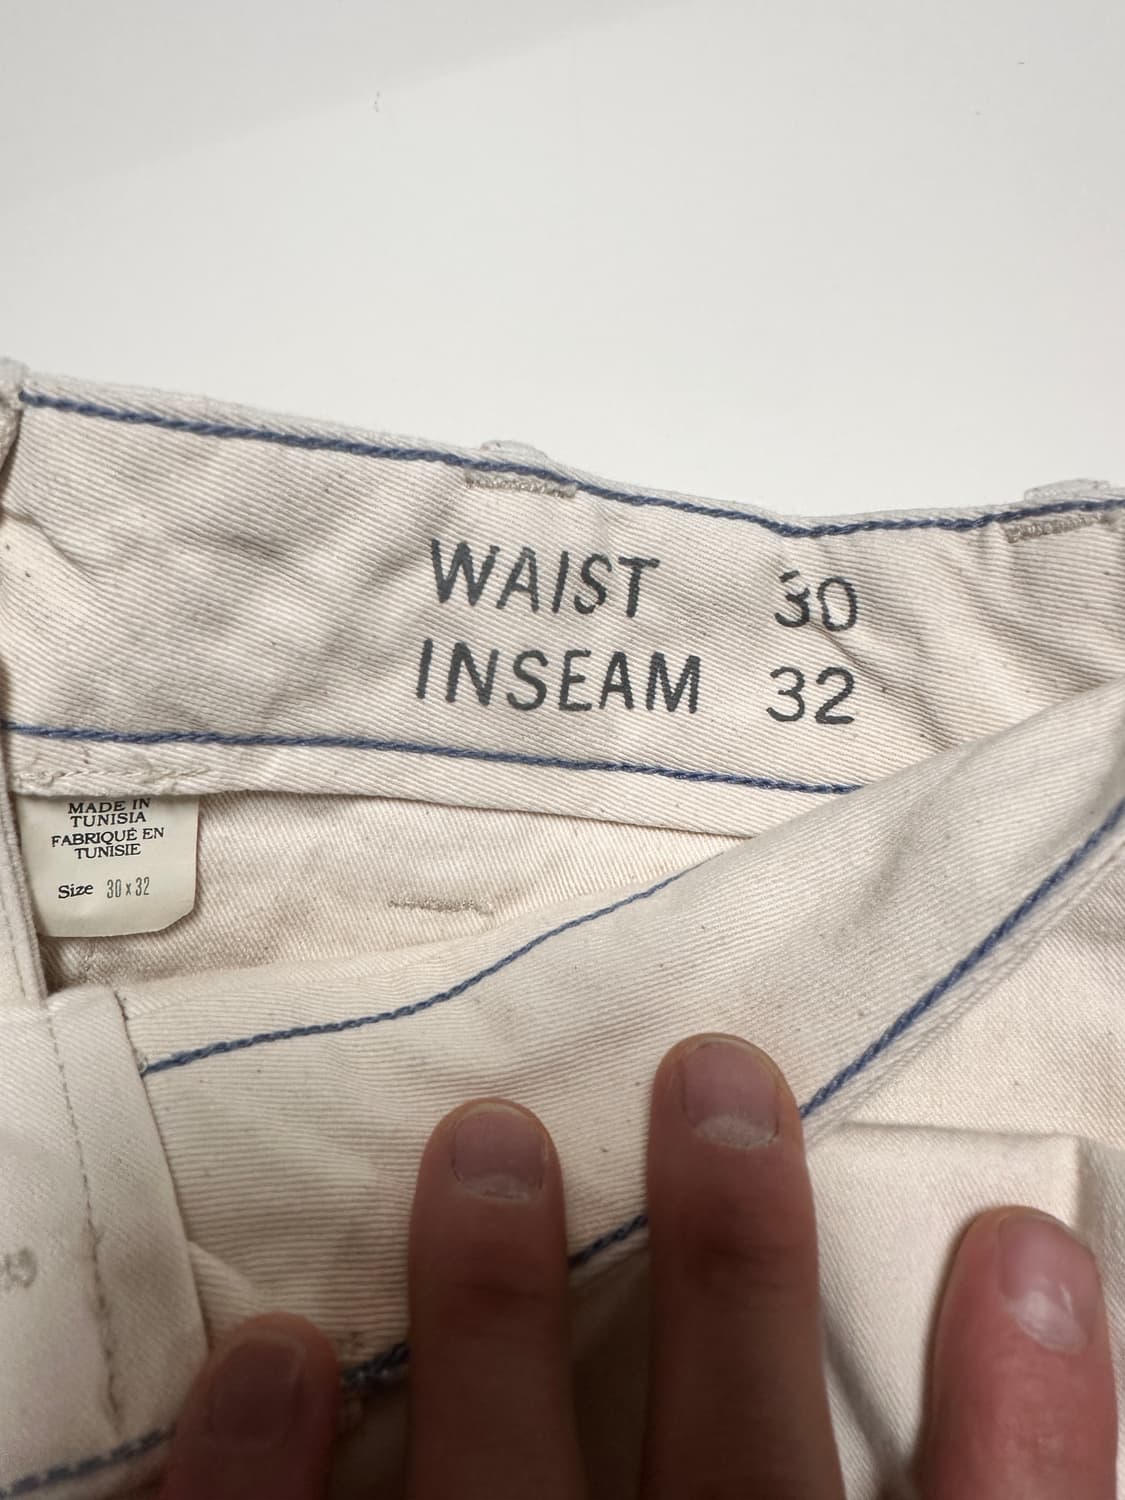 WAIST 30
INSEAM 32
MADE IN
TUNISIA
FABRIQUÉ EN
TUNISIE
Size 30 x 32